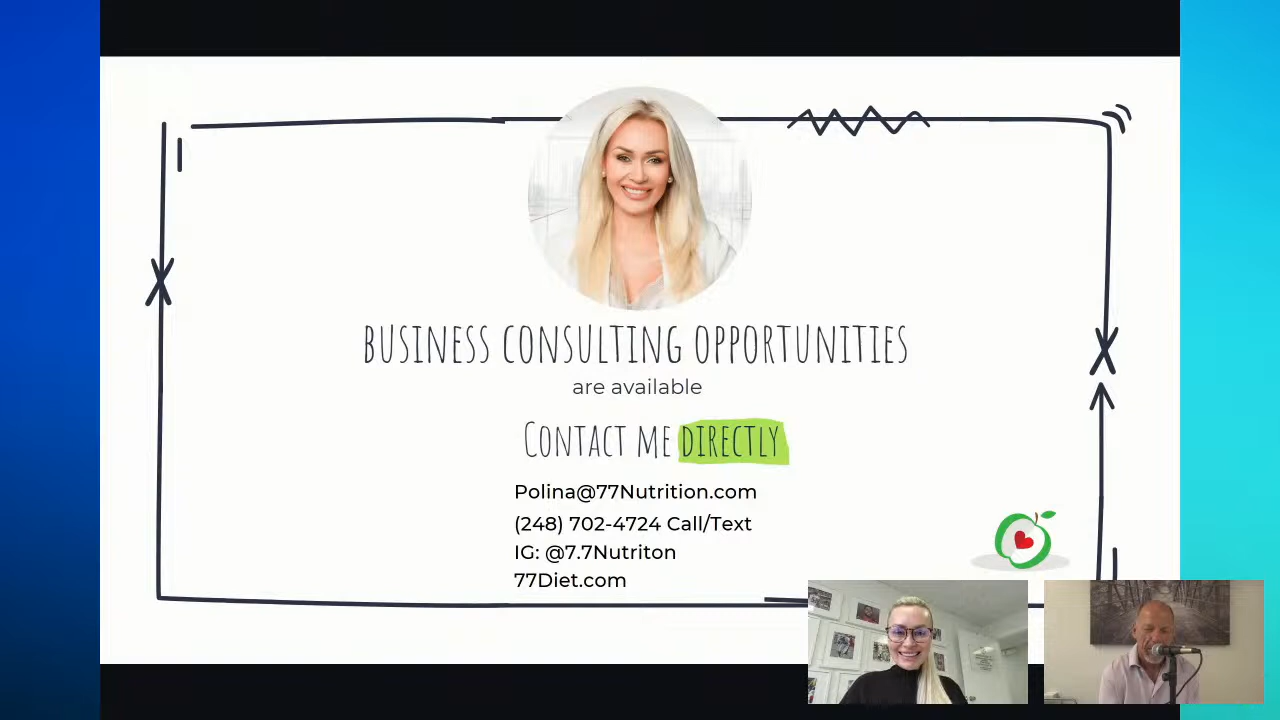 BUSINESS CONSULTING OPPORTUNITIES
are available
CONTACT ME DIRECTLY
Polina@77Nutrition.com
(248) 702-4724 Call/Text
IG: @7.7Nutriton
77Diet.com